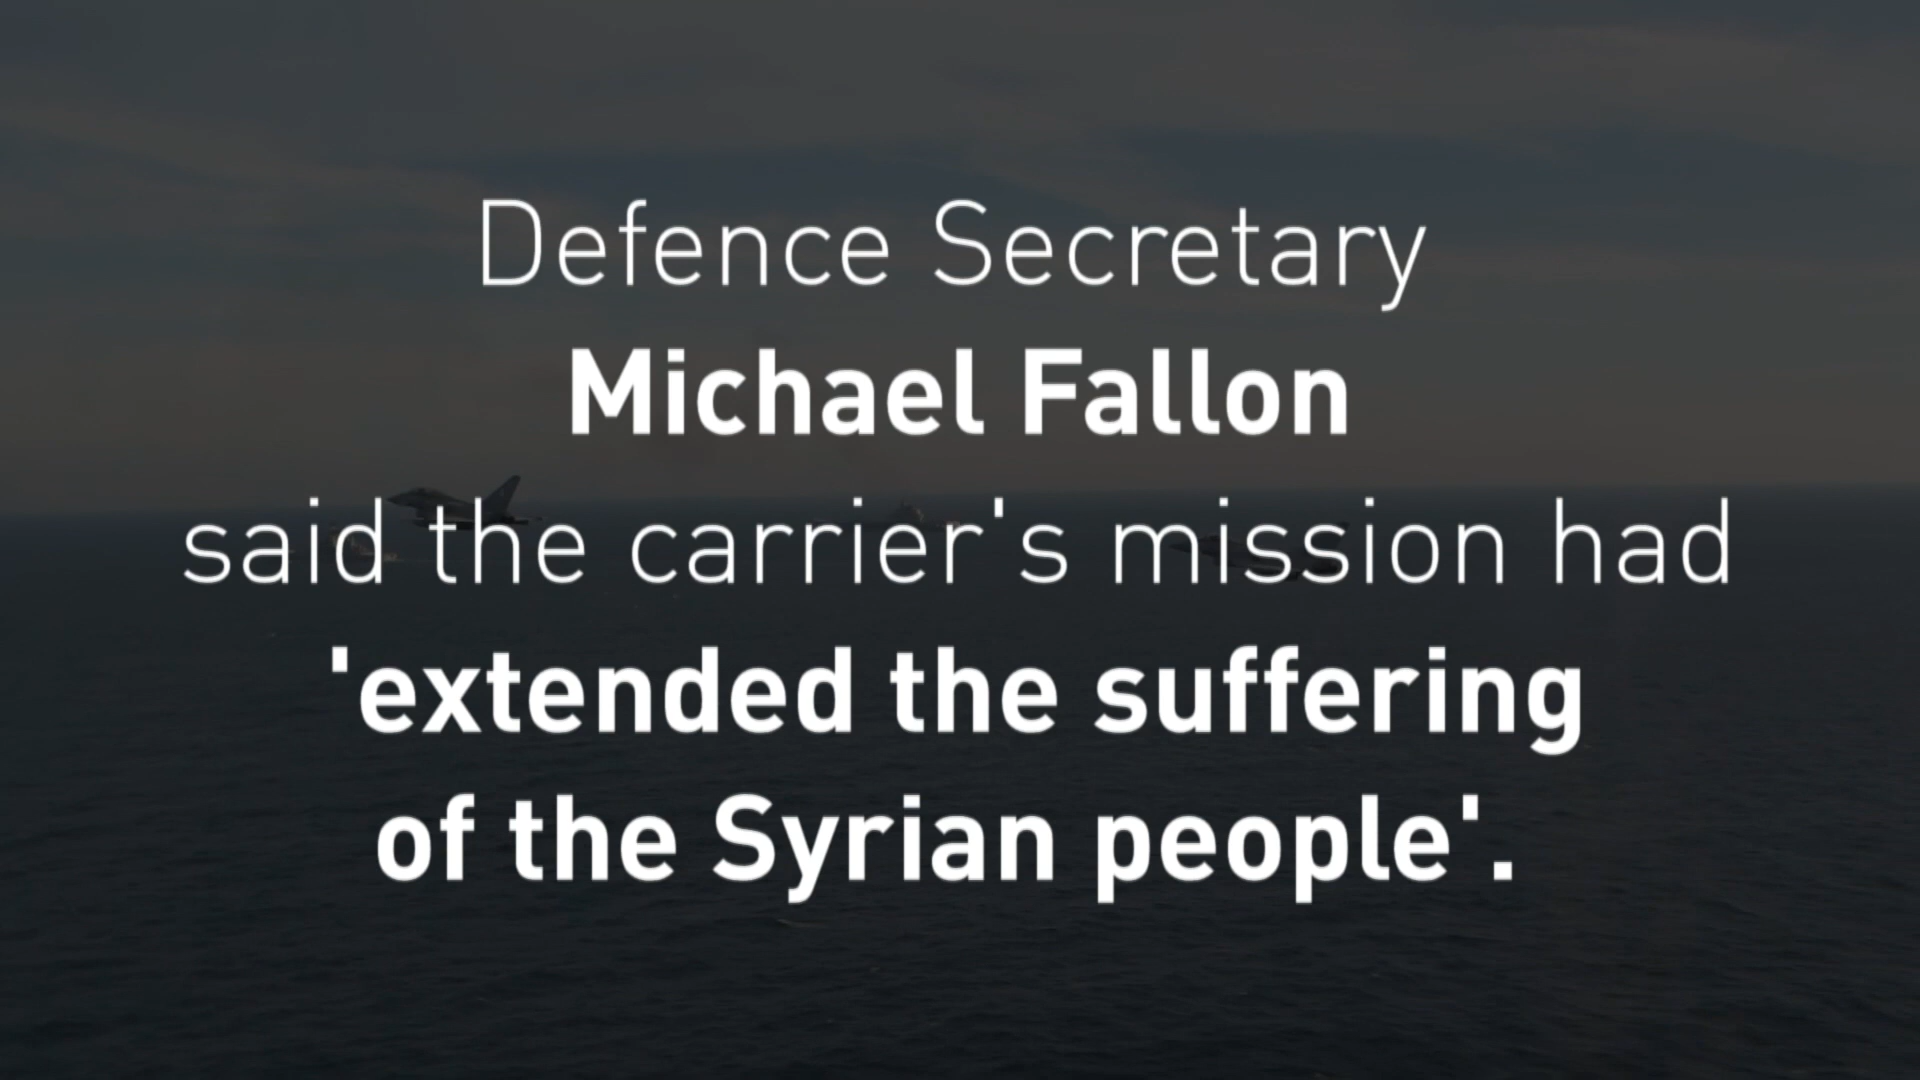 Defence Secretary
Michael Fallon
said the carrier's mission had
'extended the suffering
of the Syrian people'.